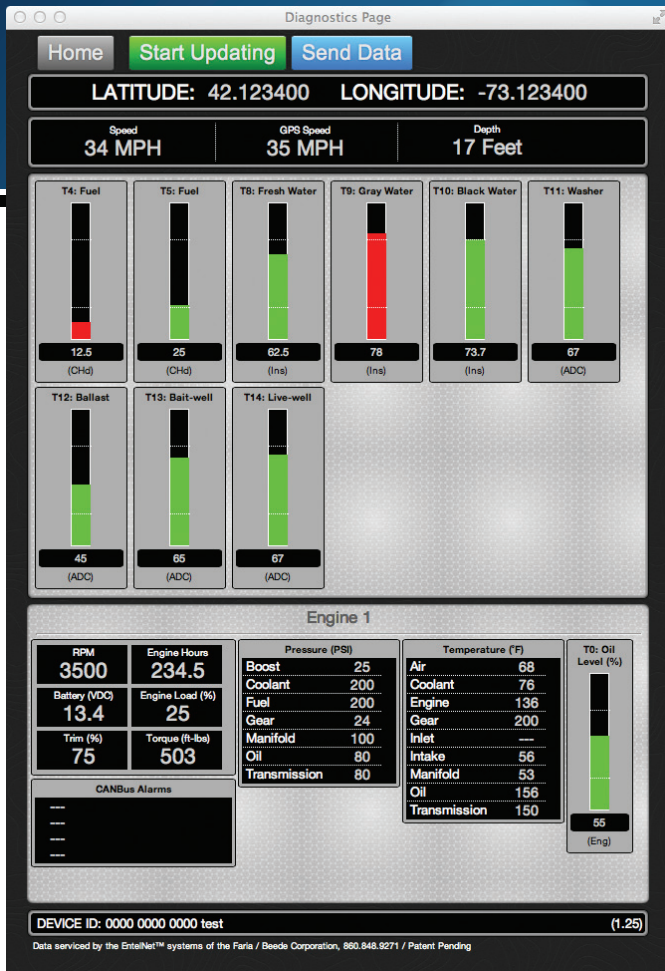 Diagnostics Page
Home Start Updating Send Data
LATITUDE: 42.123400 LONGITUDE: -73.123400
Speed GPS Speed Depth
34 MPH 35 MPH 17 Feet
T4: Fuel T5: Fuel T8: Fresh Water T9: Gray Water T10: Black Water T11: Washer
12.5 25 62.5 78 73.7 67
(CHd) (CHd) (Ins) (Ins) (Ins) (ADC)
T12: Ballast T13: Bait-well T14: Live-well
45 65 67
(ADC) (ADC) (ADC)
Engine 1
RPM Engine Hours
3500 234.5
Battery (VDC) Engine Load (%)
13.4 25
Trim (%) Torque (ft-lbs)
75 503
CANBus Alarms
---
---
---
---
Pressure (PSI)
Boost 25
Coolant 200
Fuel 200
Gear 24
Manifold 100
Oil 80
Transmission 80
Temperature (°F)
Air 68
Coolant 76
Engine 136
Gear 200
Inlet ---
Intake 56
Manifold 53
Oil 156
Transmission 150
T0: Oil
Level (%)
55
(Eng)
DEVICE ID: 0000 0000 0000 test (1.25)
Data serviced by the EntelNet™ systems of the Faria / Beede Corporation, 860.848.9271 / Patent Pending